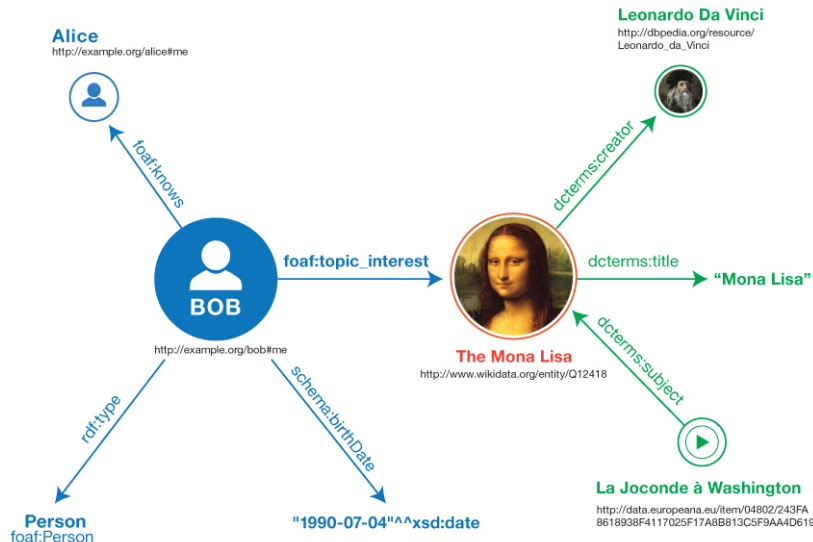 Leonardo Da Vinci
http://dbpedia.org/resource/
Leonardo_da_Vinci
Alice
http://example.org/alice#me
foaf:knows
dcterms:creator
BOB
foaf:topic_interest
dcterms:title
“Mona Lisa”
http://example.org/bob#me
The Mona Lisa
http://www.wikidata.org/entity/Q12418
dcterms:subject
rdf:type
schema:birthDate
La Joconde à Washington
http://data.europeana.eu/item/04802/243FA
8618938F4117025F17A8B813C5F9AA4D619
Person
foaf:Person
"1990-07-04"^^xsd:date